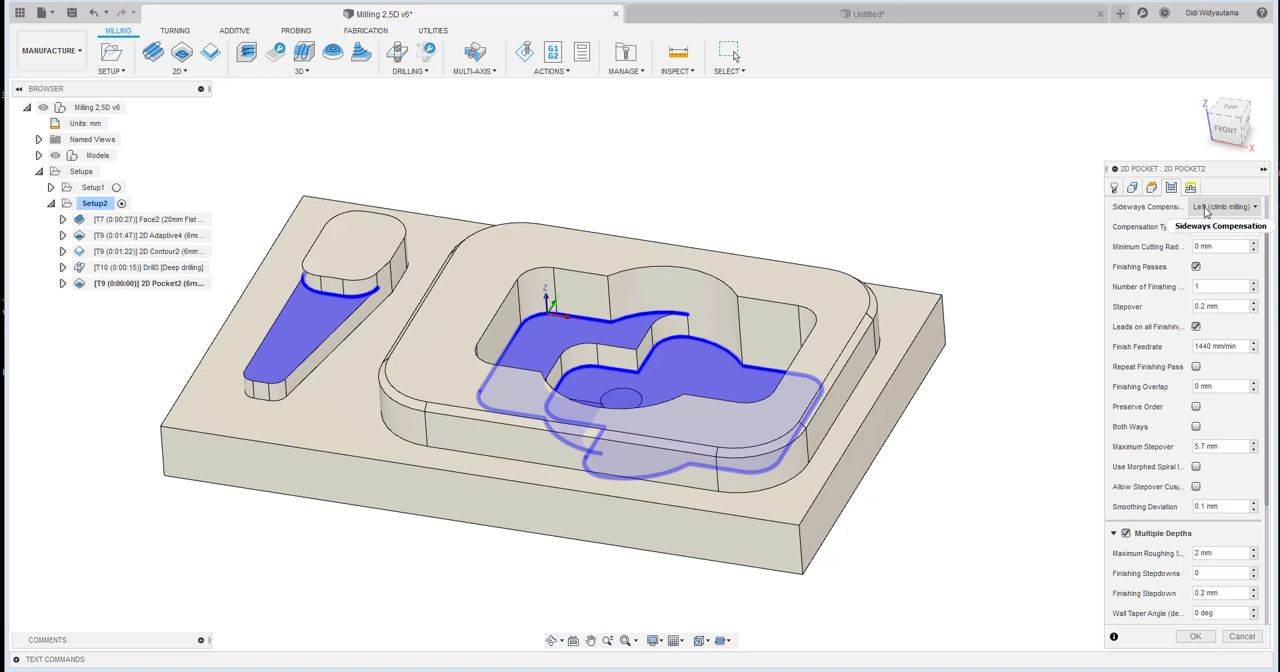 Milling 2,5D v6*
Untitled*
Didi Widyautama
MANUFACTURE
MILLING
TURNING
ADDITIVE
PROBING
FABRICATION
UTILITIES
G1
G2
SETUP
2D
3D
DRILLING
MULTI-AXIS
ACTIONS
MANAGE
INSPECT
SELECT
BROWSER
Milling 2,5D v6
Units: mm
Named Views
Models
Setups
Setup1
Setup2
[T7 (0:00:27)] Face2 (20mm Flat ...
[T9 (0:01:47)] 2D Adaptive4 (6m...
[T9 (0:01:22)] 2D Contour2 (6mm...
[T10 (0:00:15)] Drill3 [Deep drilling]
[T9 (0:00:00)] 2D Pocket2 (6m...
Z
Z
TOP
FRONT
X
2D POCKET : 2D POCKET2
Sideways Compensa... Left (climb milling)
Compensation Ty
Sideways Compensation
Minimum Cutting Rad... 0 mm
Finishing Passes
Number of Finishing ... 1
Stepover 0.2 mm
Leads on all Finishin...
Finish Feedrate 1440 mm/min
Repeat Finishing Pass
Finishing Overlap 0 mm
Preserve Order
Both Ways
Maximum Stepover 5.7 mm
Use Morphed Spiral I...
Allow Stepover Cus...
Smoothing Deviation 0.1 mm
Multiple Depths
Maximum Roughing S... 2 mm
Finishing Stepdowns 0
Finishing Stepdown 0.2 mm
Wall Taper Angle (de... 0 deg
OK Cancel
COMMENTS
TEXT COMMANDS